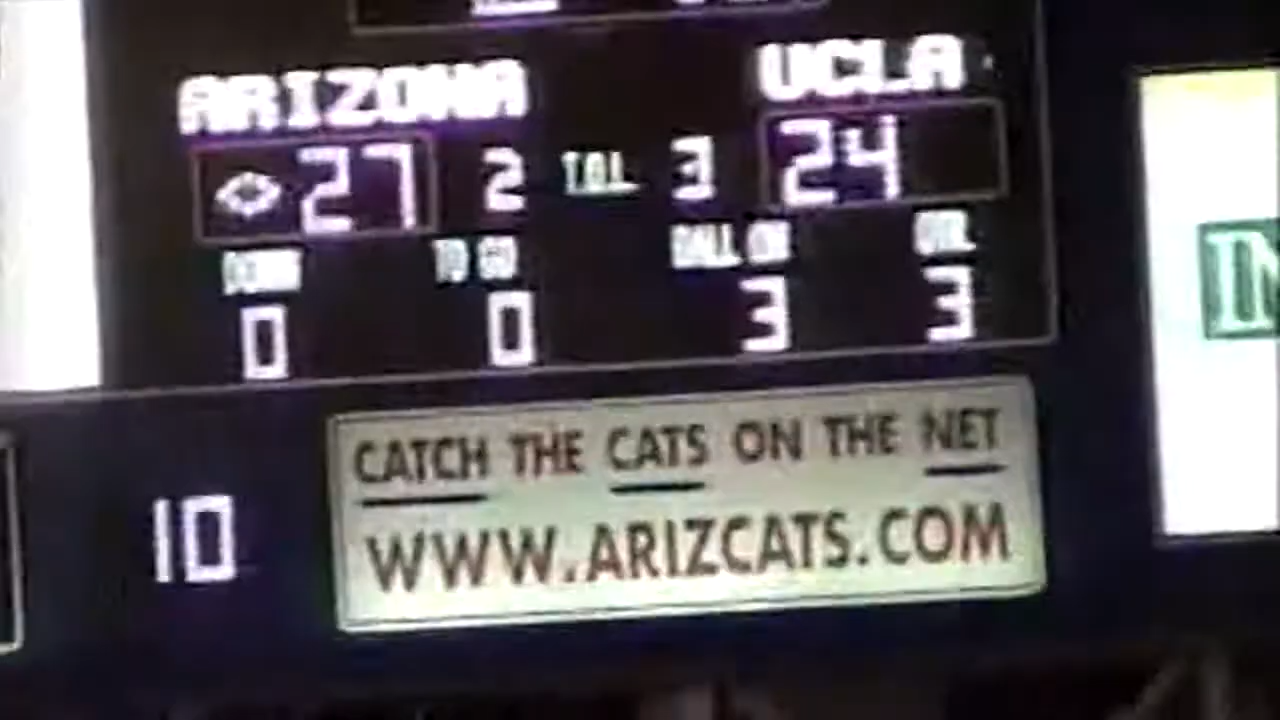 ARIZONA UCLA
27 2 T.O.L. 3 24
DOWN TO GO BALL ON QTR.
0 0 3 3
10
CATCH THE CATS ON THE NET
WWW.ARIZCATS.COM